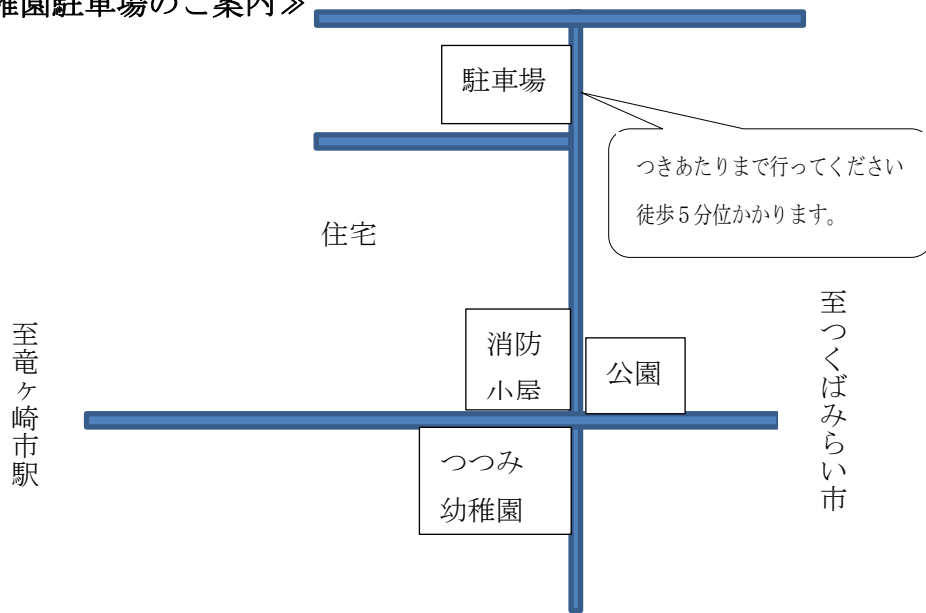 稚園駐車場のご案内≫
駐車場
つきあたりまで行ってください
徒歩５分位かかります。
住宅
至つくばみらい市
至竜ヶ崎市駅
消防
小屋
公園
つつみ
幼稚園